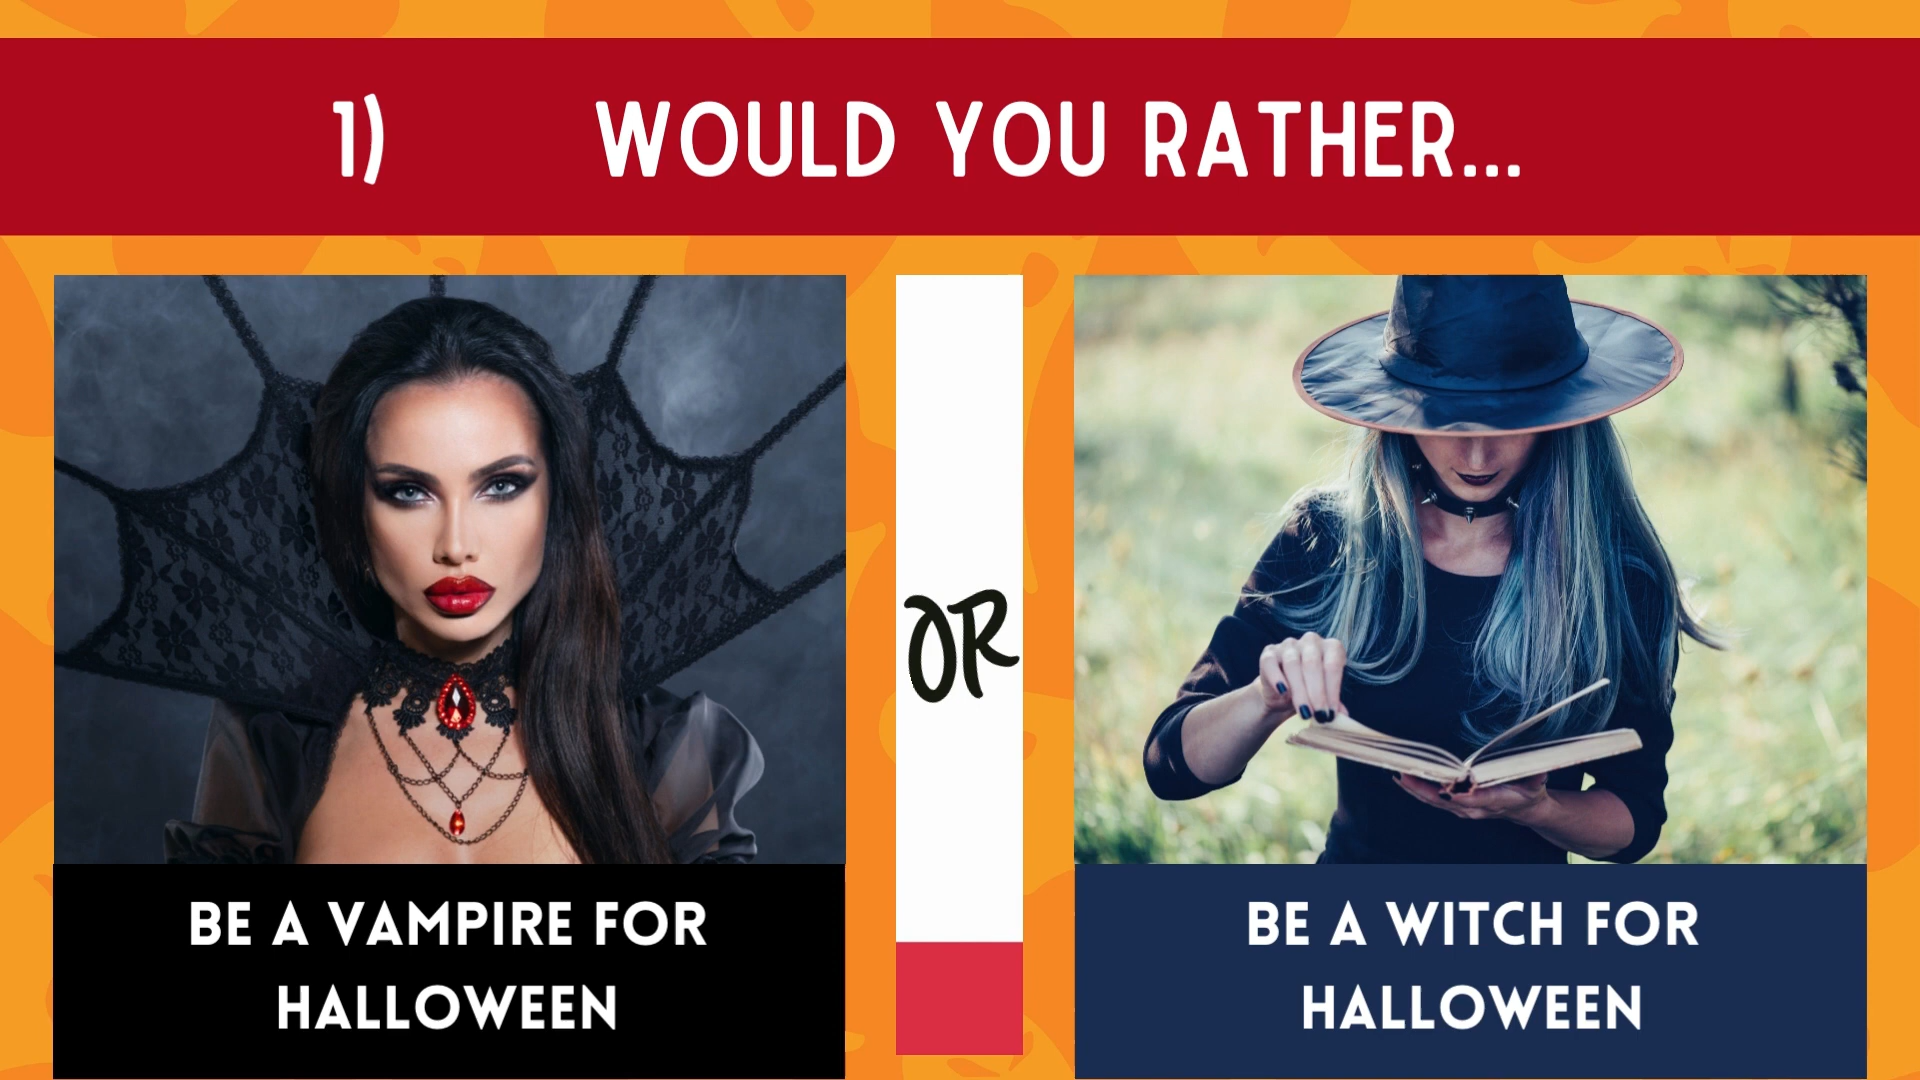 1) WOULD YOU RATHER...
OR
BE A VAMPIRE FOR
HALLOWEEN
BE A WITCH FOR
HALLOWEEN